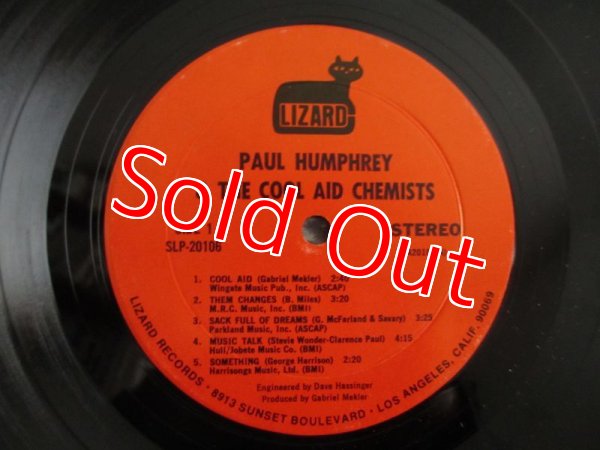 LIZARD
PAUL HUMPHREY
THE COOL AID CHEMISTS
Sold Out
STEREO
SLP-20106
1. COOL AID (Gabriel Mekler) 2:40
Wingate Music Pub., Inc. (ASCAP)
2. THEM CHANGES (B. Miles) 3:20
M.R.C. Music, Inc. (BMI)
3. SACK FULL OF DREAMS (G. McFarland & Savary) 3:25
Parkland Music, Inc. (ASCAP)
4. MUSIC TALK (Stevie Wonder-Clarence Paul) 4:15
Hull/Jobete Music Co. (BMI)
5. SOMETHING (George Harrison) 2:20
Harrisongs Music, Ltd. (BMI)
Engineered by Dave Hassinger
Produced by Gabriel Mekler
LIZARD RECORDS · 8913 SUNSET BOULEVARD · LOS ANGELES, CALIF. 90069